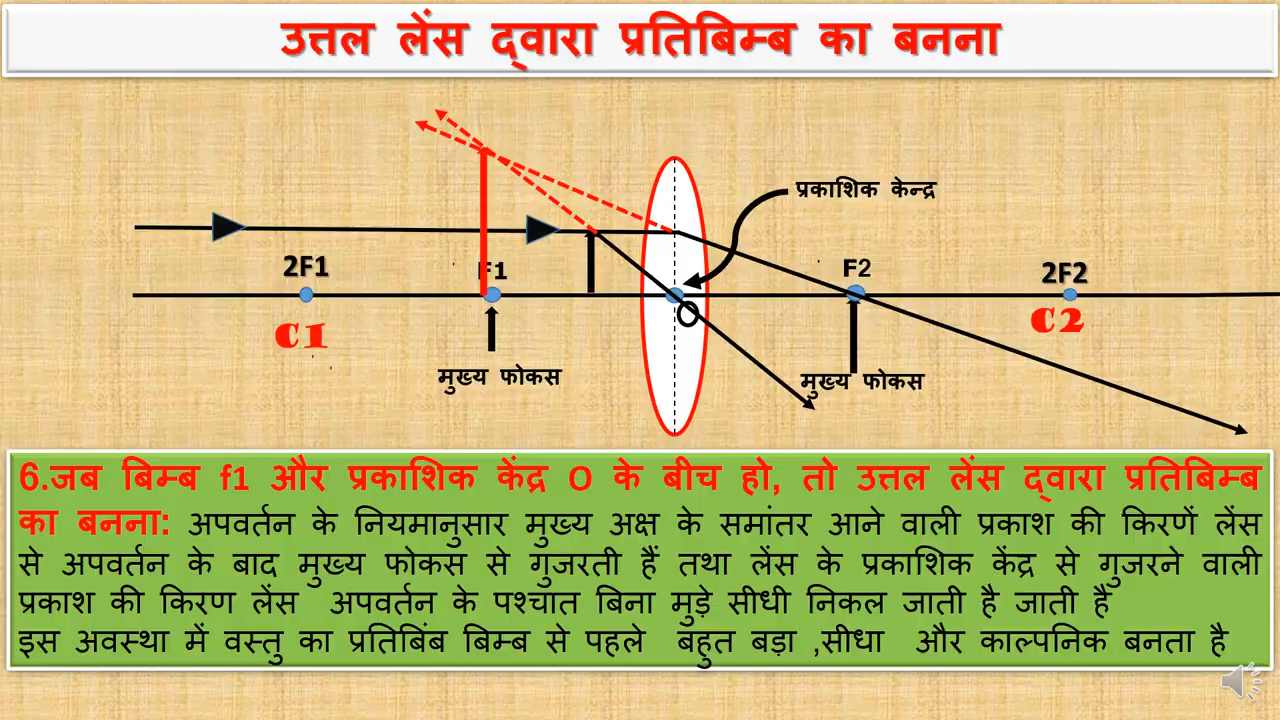 उत्तल लेंस द्वारा प्रतिबिम्ब का बनना
प्रकाशिक केन्द्र
2F1
F1
F2
2F2
C1
O
C2
मुख्य फोकस
मुख्य फोकस
6.जब बिम्ब f1 और प्रकाशिक केंद्र O के बीच हो, तो उत्तल लेंस द्वारा प्रतिबिम्ब
का बनना: अपवर्तन के नियमानुसार मुख्य अक्ष के समांतर आने वाली प्रकाश की किरणें लेंस
से अपवर्तन के बाद मुख्य फोकस से गुजरती हैं तथा लेंस के प्रकाशिक केंद्र से गुजरने वाली
प्रकाश की किरण लेंस अपवर्तन के पश्चात बिना मुड़े सीधी निकल जाती है जाती हैं
इस अवस्था में वस्तु का प्रतिबिंब बिम्ब से पहले बहुत बड़ा ,सीधा और काल्पनिक बनता है